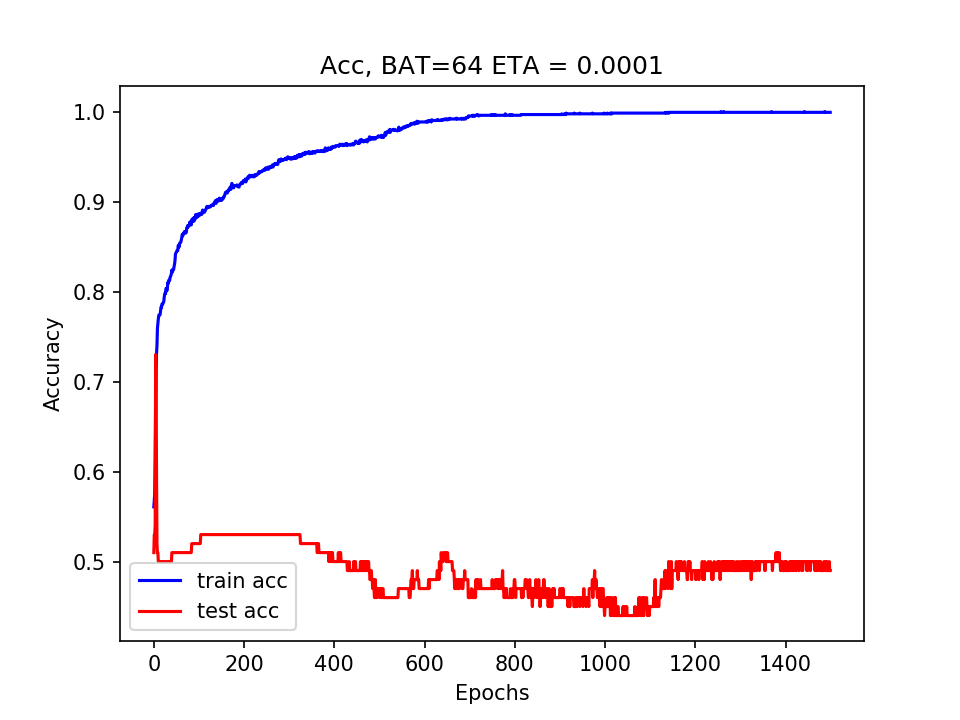 Acc, BAT=64 ETA = 0.0001
1.0
0.9
0.8
0.7
0.6
0.5
Accuracy
train acc
test acc
0 200 400 600 800 1000 1200 1400
Epochs